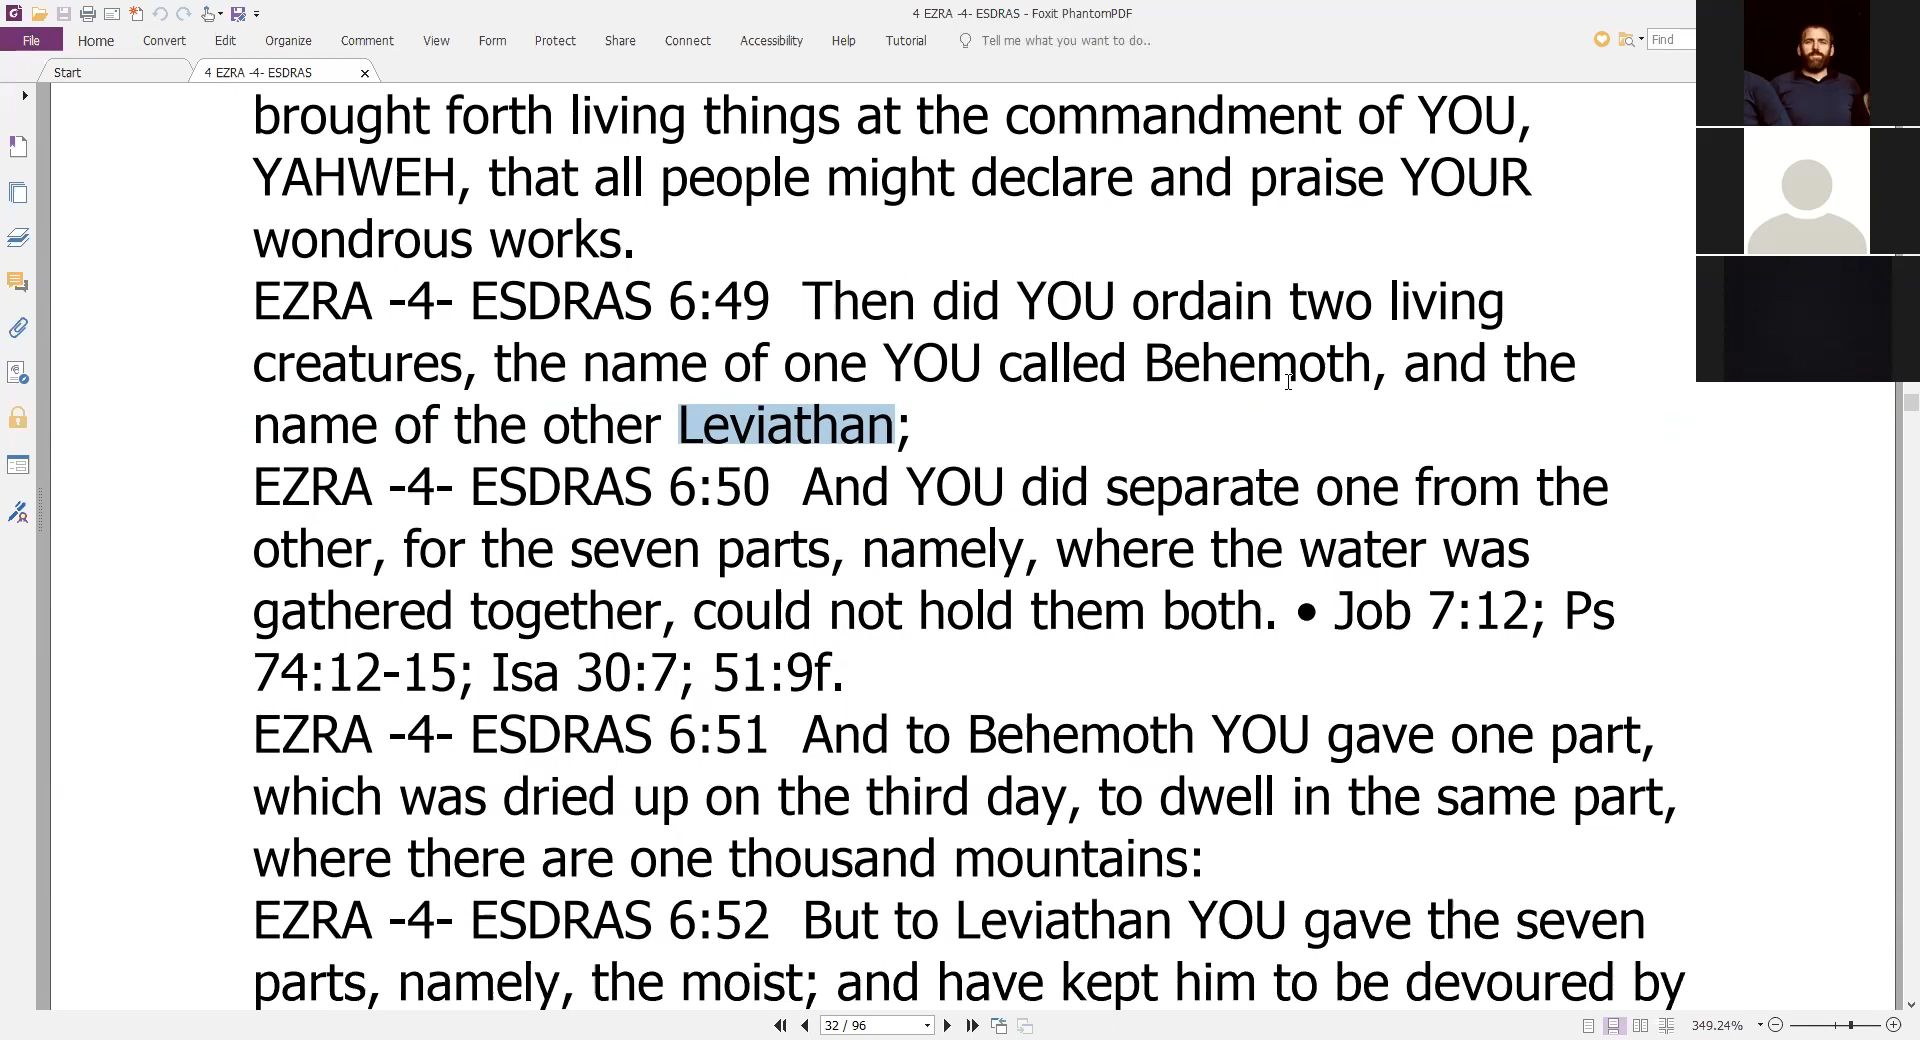 4 EZRA -4- ESDRAS - Foxit PhantomPDF
File Home Convert Edit Organize Comment View Form Protect Share Connect Accessibility Help Tutorial Tell me what you want to do.. Find
Start 4 EZRA -4- ESDRAS
brought forth living things at the commandment of YOU,
YAHWEH, that all people might declare and praise YOUR
wondrous works.
EZRA -4- ESDRAS 6:49 Then did YOU ordain two living
creatures, the name of one YOU called Behemoth, and the
name of the other Leviathan;
EZRA -4- ESDRAS 6:50 And YOU did separate one from the
other, for the seven parts, namely, where the water was
gathered together, could not hold them both. • Job 7:12; Ps
74:12-15; Isa 30:7; 51:9f.
EZRA -4- ESDRAS 6:51 And to Behemoth YOU gave one part,
which was dried up on the third day, to dwell in the same part,
where there are one thousand mountains:
EZRA -4- ESDRAS 6:52 But to Leviathan YOU gave the seven
parts, namely, the moist; and have kept him to be devoured by
32 / 96 349.24%